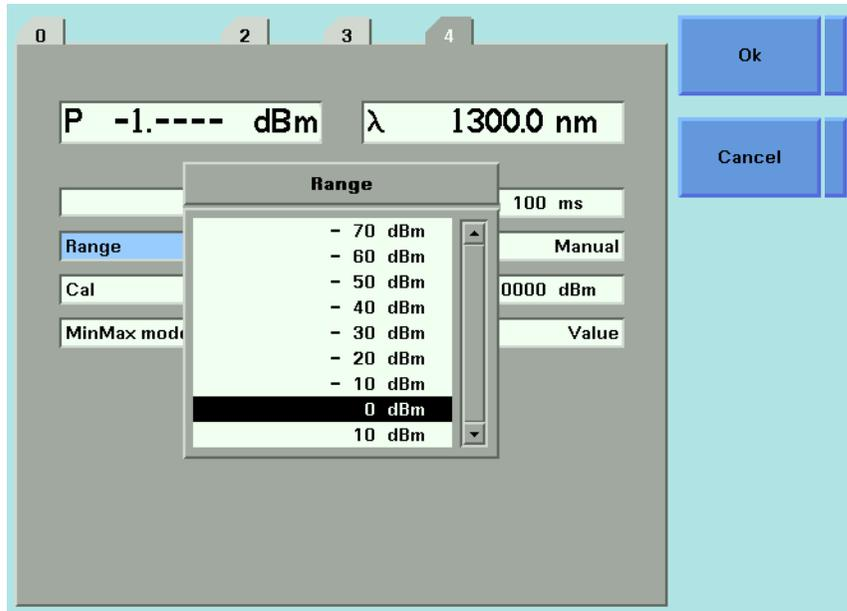 0 2 3 4
Ok
P -1.---- dBm λ 1300.0 nm
Cancel
Range
100 ms
- 70 dBm
Range Manual
- 60 dBm
- 50 dBm
Cal 0000 dBm
- 40 dBm
- 30 dBm
MinMax mode Value
- 20 dBm
- 10 dBm
0 dBm
10 dBm